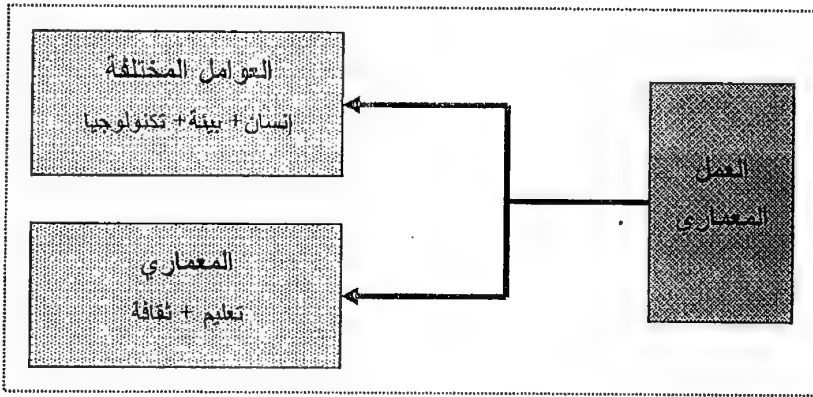 العمل
المعماري
العوامل المختلفة
إنسان+ بيئة+ تكنولوجيا
المعماري
تعليم + ثقافة